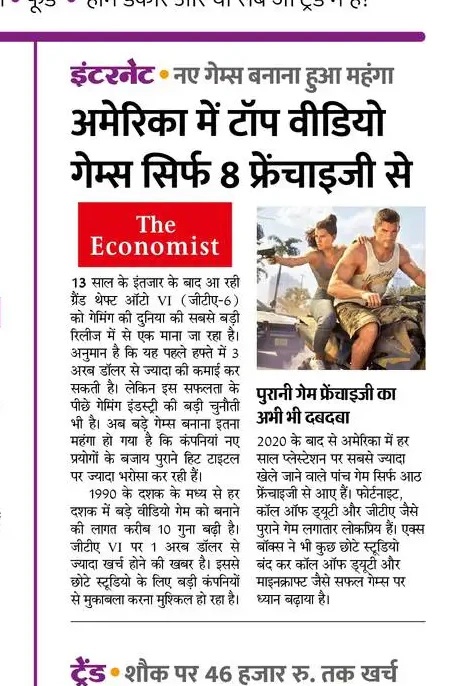 इंटरनेट • नए गेम्स बनाना हुआ महंगा
अमेरिका में टॉप वीडियो
गेम्स सिर्फ 8 फ्रेंचाइजी से
The
Economist
13 साल के इंतजार के बाद आ रही
ग्रैंड थेफ्ट ऑटो VI (जीटीए-6)
को गेमिंग की दुनिया की सबसे बड़ी
रिलीज में से एक माना जा रहा है।
अनुमान है कि यह पहले हफ्ते में 3
अरब डॉलर से ज्यादा की कमाई कर
सकती है। लेकिन इस सफलता के
पीछे गेमिंग इंडस्ट्री की बड़ी चुनौती
भी है। अब बड़े गेम्स बनाना इतना
महंगा हो गया है कि कंपनियां नए
प्रयोगों के बजाय पुराने हिट टाइटल
पर ज्यादा भरोसा कर रही हैं।
1990 के दशक के मध्य से हर
दशक में बड़े वीडियो गेम को बनाने
की लागत करीब 10 गुना बढ़ी है।
जीटीए VI पर 1 अरब डॉलर से
ज्यादा खर्च होने की खबर है। इससे
छोटे स्टूडियो के लिए बड़ी कंपनियों
से मुकाबला करना मुश्किल हो रहा है।
पुरानी गेम फ्रेंचाइजी का
अभी भी दबदबा
2020 के बाद से अमेरिका में हर
साल प्लेस्टेशन पर सबसे ज्यादा
खेले जाने वाले पांच गेम सिर्फ आठ
फ्रेंचाइजी से आए हैं। फोर्टनाइट,
कॉल ऑफ ड्यूटी और जीटीए जैसे
पुराने गेम लगातार लोकप्रिय हैं। एक्स
बॉक्स ने भी कुछ छोटे स्टूडियो
बंद कर कॉल ऑफ ड्यूटी और
माइनक्राफ्ट जैसे सफल गेम्स पर
ध्यान बढ़ाया है।
ट्रेंड • शौक पर 46 हजार रु. तक खर्च